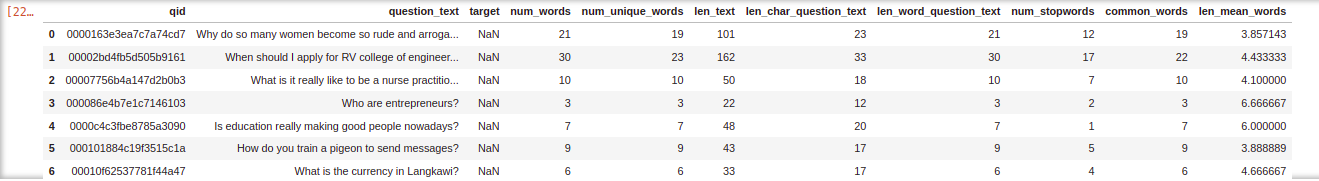 [22...
qid question_text target num_words num_unique_words len_text len_char_question_text len_word_question_text num_stopwords common_words len_mean_words
0 0000163e3ea7c7a74cd7 Why do so many women become so rude and arroga... NaN 21 19 101 23 21 12 19 3.857143
1 00002bd4fb5d505b9161 When should I apply for RV college of engineer... NaN 30 23 162 33 30 17 22 4.433333
2 00007756b4a147d2b0b3 What is it really like to be a nurse practitio... NaN 10 10 50 18 10 7 10 4.100000
3 000086e4b7e1c7146103 Who are entrepreneurs? NaN 3 3 22 12 3 2 3 6.666667
4 0000c4c3fbe8785a3090 Is education really making good people nowadays? NaN 7 7 48 20 7 1 7 6.000000
5 000101884c19f3515c1a How do you train a pigeon to send messages? NaN 9 9 43 17 9 5 9 3.888889
6 00010f62537781f44a47 What is the currency in Langkawi? NaN 6 6 33 17 6 4 6 4.666667